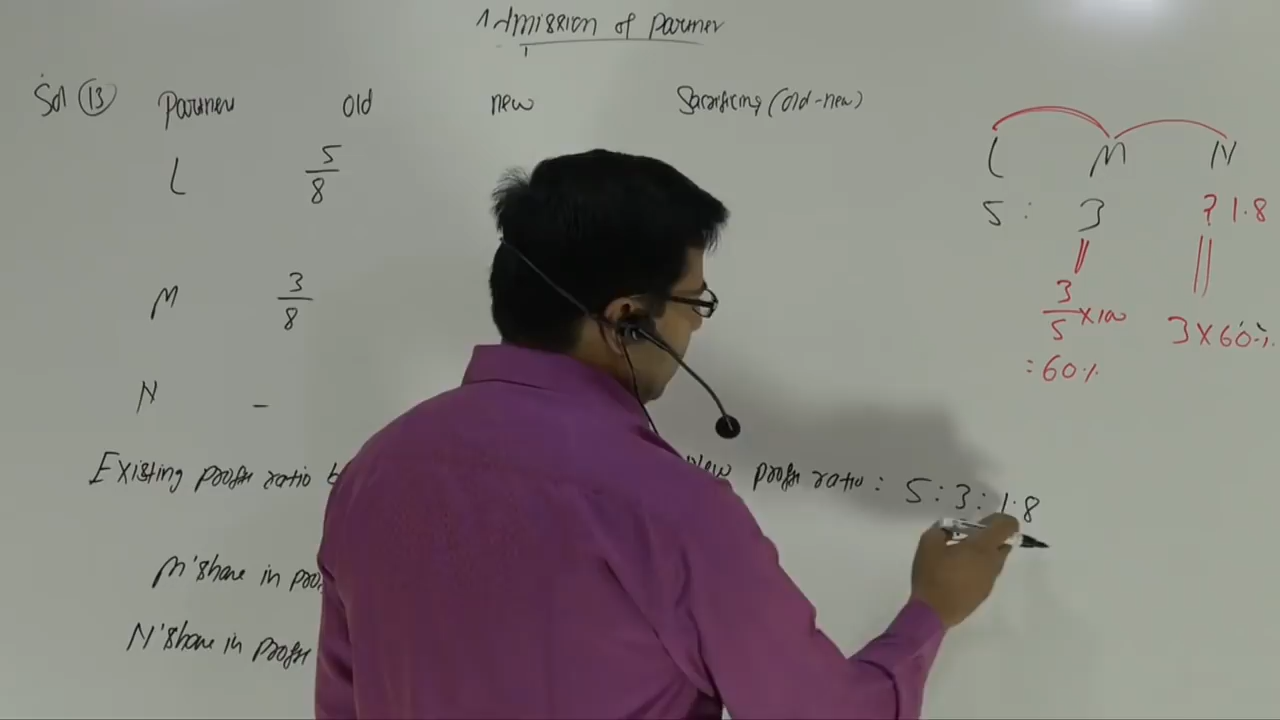 Admission of Partner
Sol 13 Partners old new Sacrificing (old-new)
L 5/8
M 3/8
N -
L M N
5 : 3 ? 1.8
3/5 ×100 3×60%
= 60%
Existing profit ratio
New profit ratio : 5 : 3 : 1.8
M's share in
N's share in profit